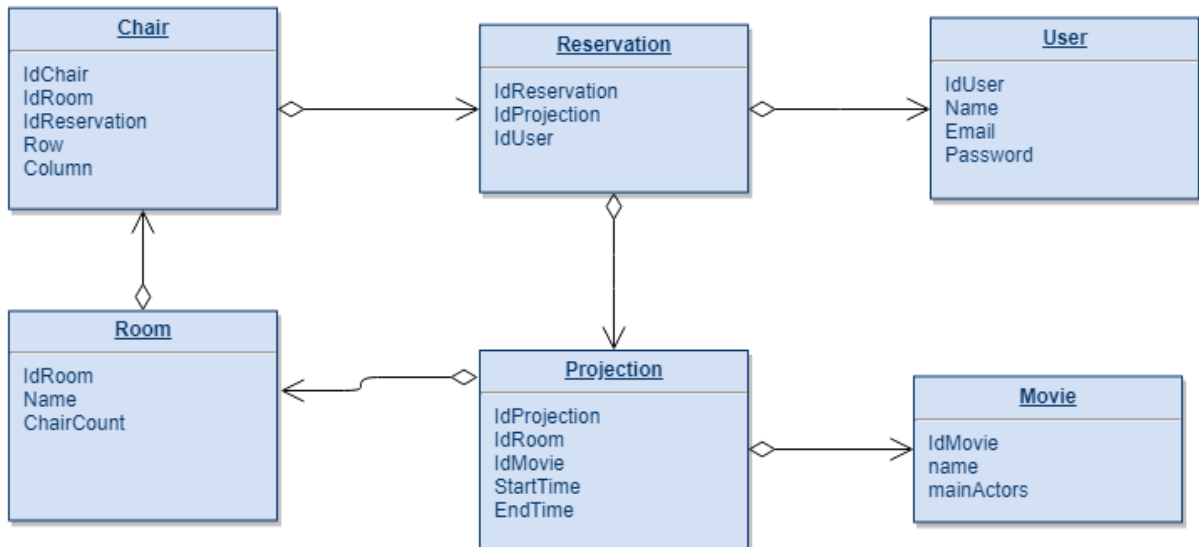 Chair
IdChair
IdRoom
IdReservation
Row
Column
Reservation
IdReservation
IdProjection
IdUser
User
IdUser
Name
Email
Password
Room
IdRoom
Name
ChairCount
Projection
IdProjection
IdRoom
IdMovie
StartTime
EndTime
Movie
IdMovie
name
mainActors